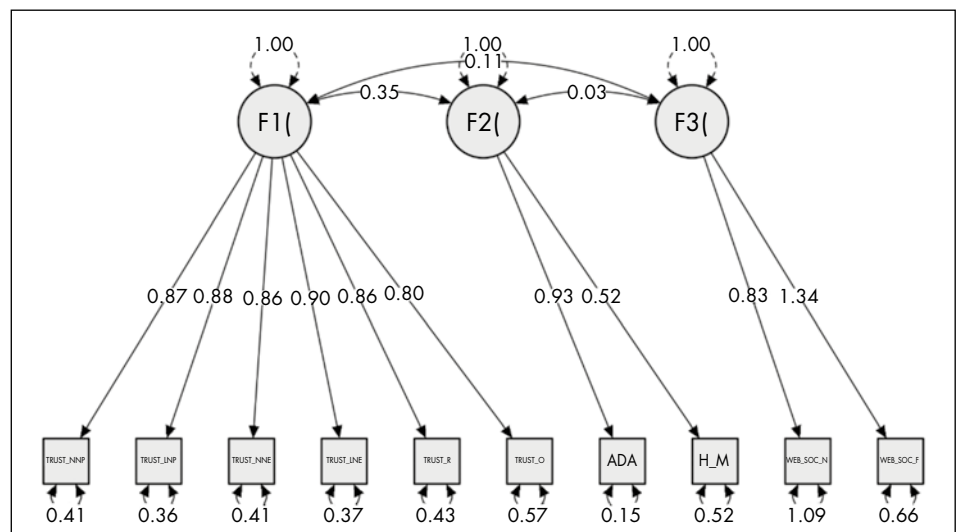 1.00 1.00 1.00
0.11
0.35 0.03
F1( F2( F3(
0.87 0.88 0.86 0.90 0.86 0.80 0.93 0.52 0.83 1.34
TRUST_NNP TRUST_LNP TRUST_NNE TRUST_LNE TRUST_R TRUST_O ADA H_M WEB_SOC_N WEB_SOC_F
0.41 0.36 0.41 0.37 0.43 0.57 0.15 0.52 1.09 0.66